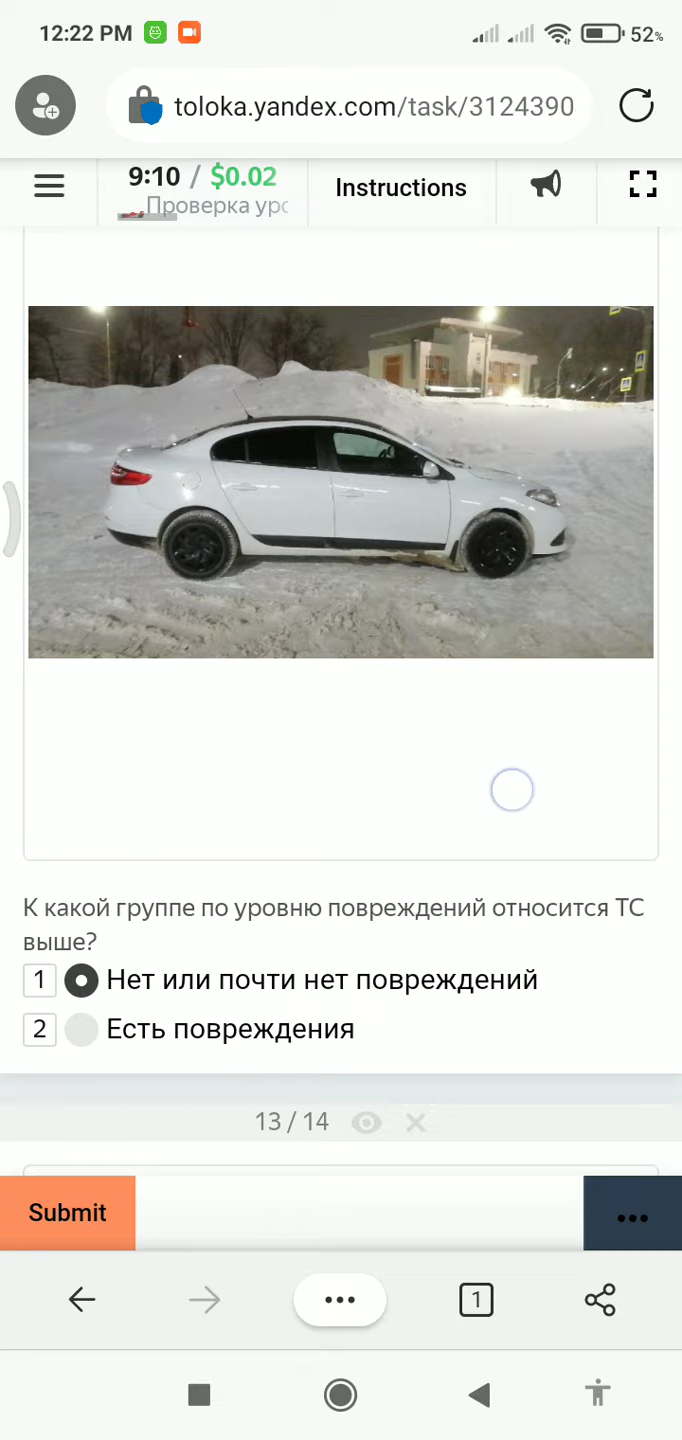 12:22 PM
52%
toloka.yandex.com/task/3124390
9:10 / $0.02
Instructions
Проверка
К какой группе по уровню повреждений относится ТС
выше?
1 Нет или почти нет повреждений
2 Есть повреждения
13 / 14
Submit
1